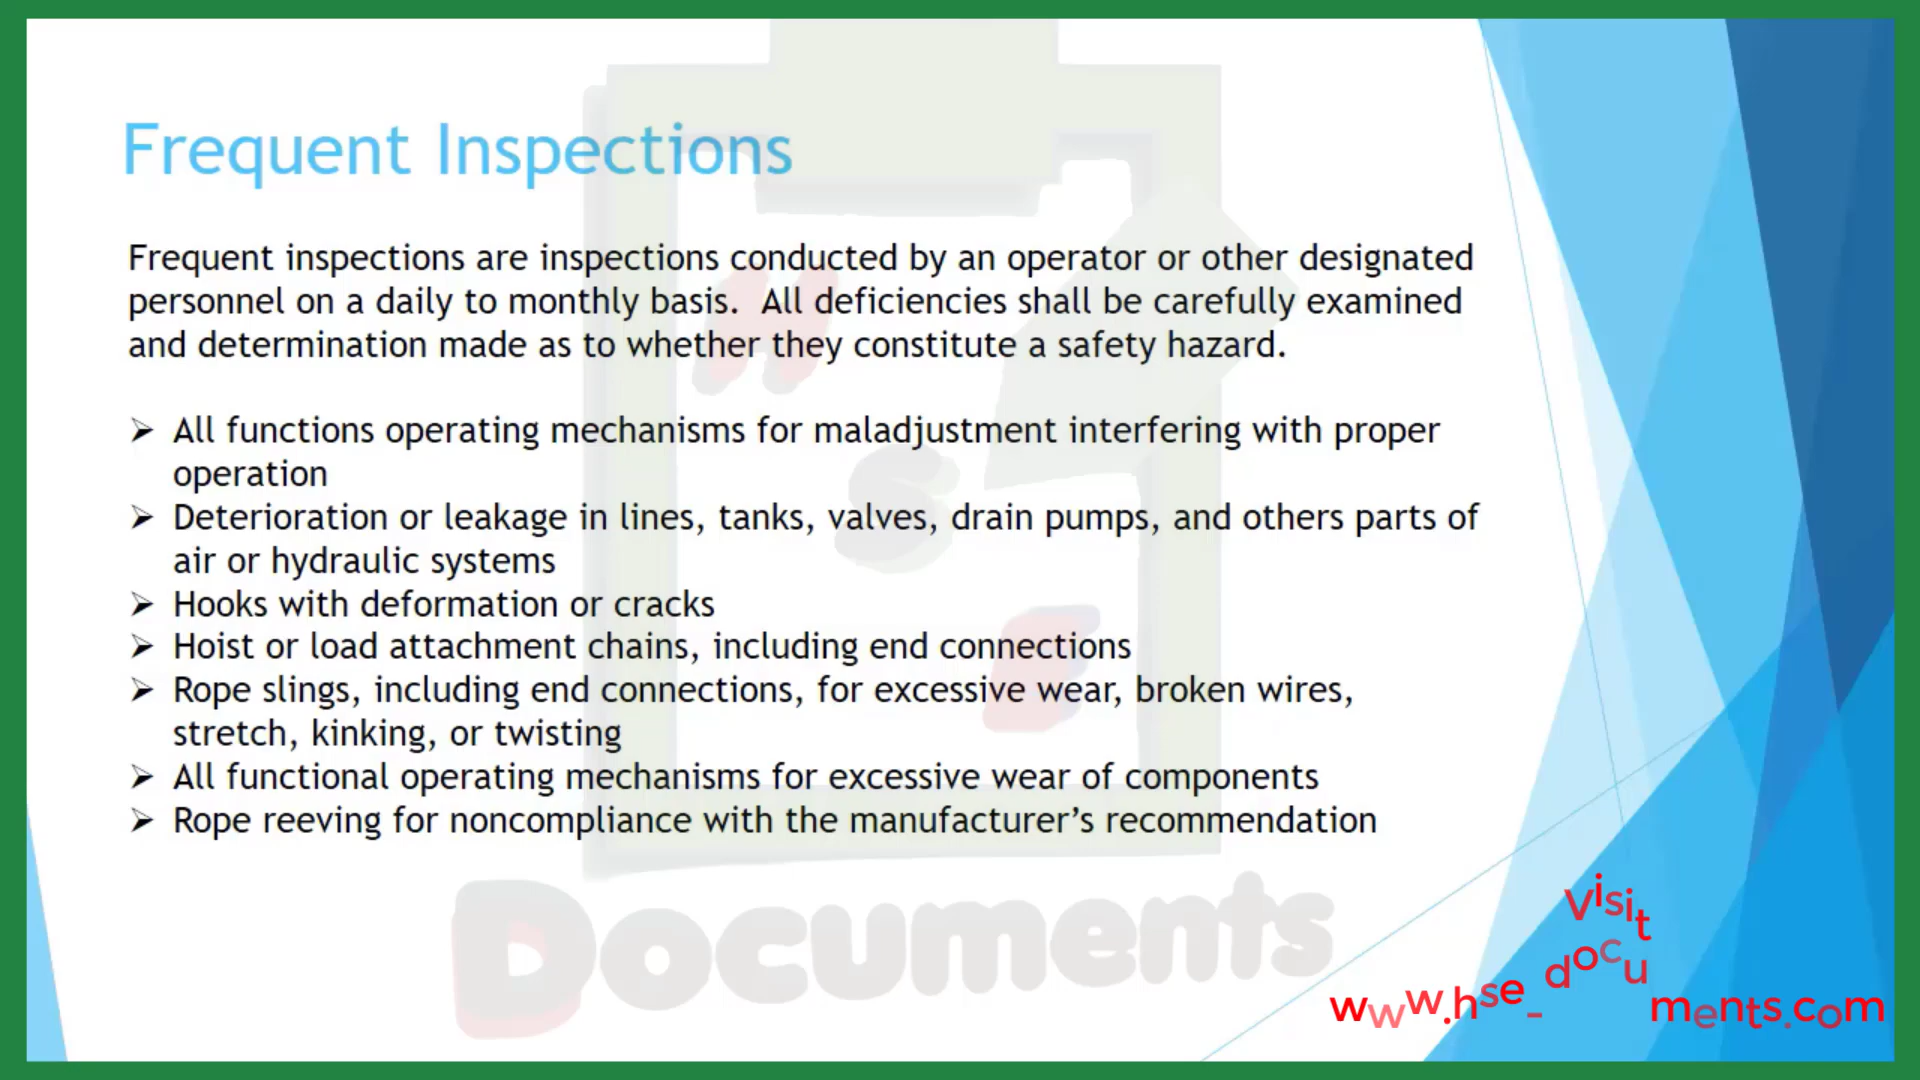 Frequent Inspections
Frequent inspections are inspections conducted by an operator or other designated
personnel on a daily to monthly basis.  All deficiencies shall be carefully examined
and determination made as to whether they constitute a safety hazard.
➢ All functions operating mechanisms for maladjustment interfering with proper
operation
➢ Deterioration or leakage in lines, tanks, valves, drain pumps, and others parts of
air or hydraulic systems
➢ Hooks with deformation or cracks
➢ Hoist or load attachment chains, including end connections
➢ Rope slings, including end connections, for excessive wear, broken wires,
stretch, kinking, or twisting
➢ All functional operating mechanisms for excessive wear of components
➢ Rope reeving for noncompliance with the manufacturer’s recommendation
H
S
E
Documents
Visit
www.hse_documents.com